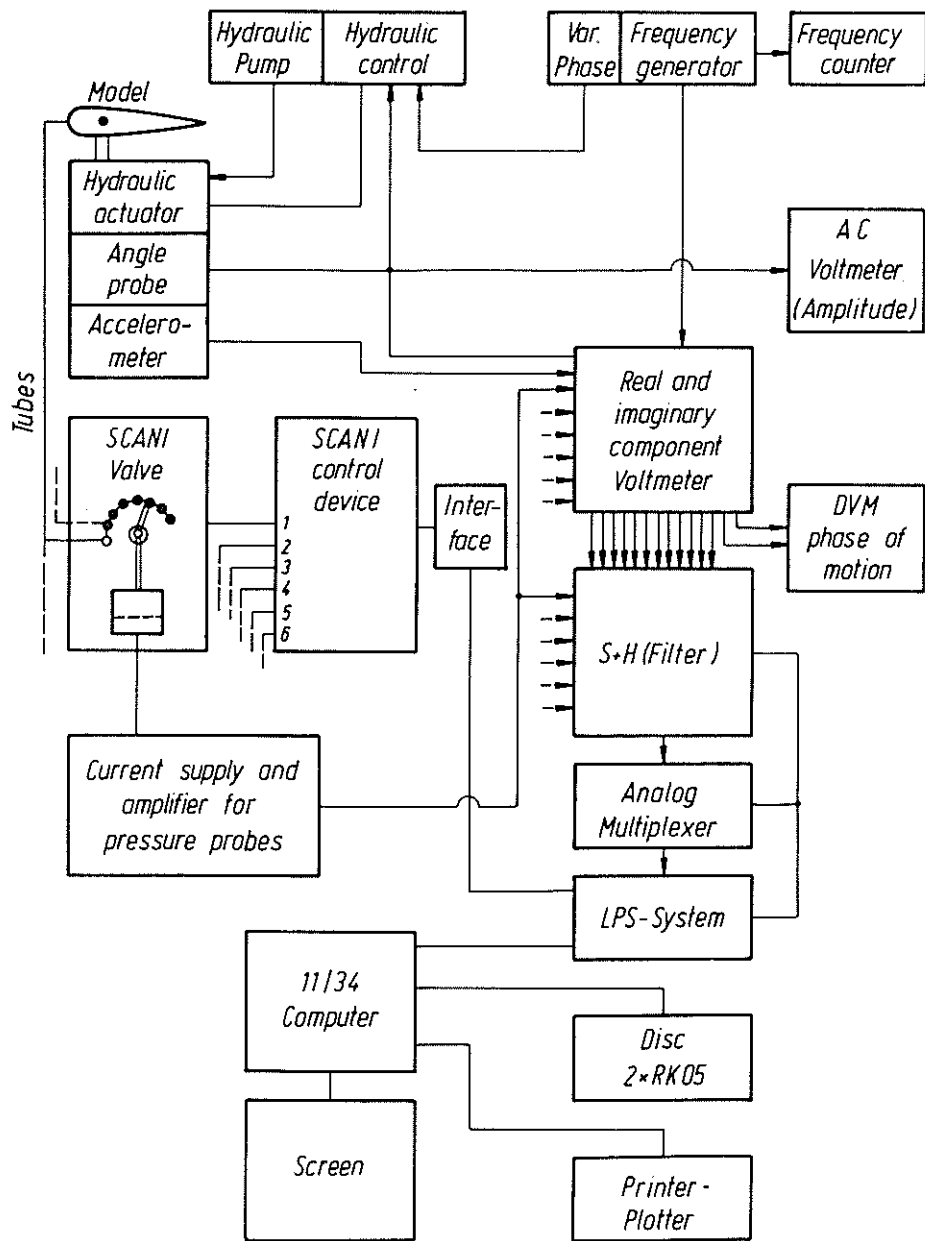 Hydraulic
Pump
Hydraulic
control
Var.
Phase
Frequency
generator
Frequency
counter
Model
Hydraulic
actuator
Angle
probe
Accelero-
meter
AC
Voltmeter
(Amplitude)
Tubes
SCANI
Valve
SCANI
control
device
1
2
3
4
5
6
Inter-
face
Real and
imaginary
component
Voltmeter
DVM
phase of
motion
S+H (Filter)
Current supply and
amplifier for
pressure probes
Analog
Multiplexer
LPS-System
11/34
Computer
Disc
2×RK05
Screen
Printer-
Plotter